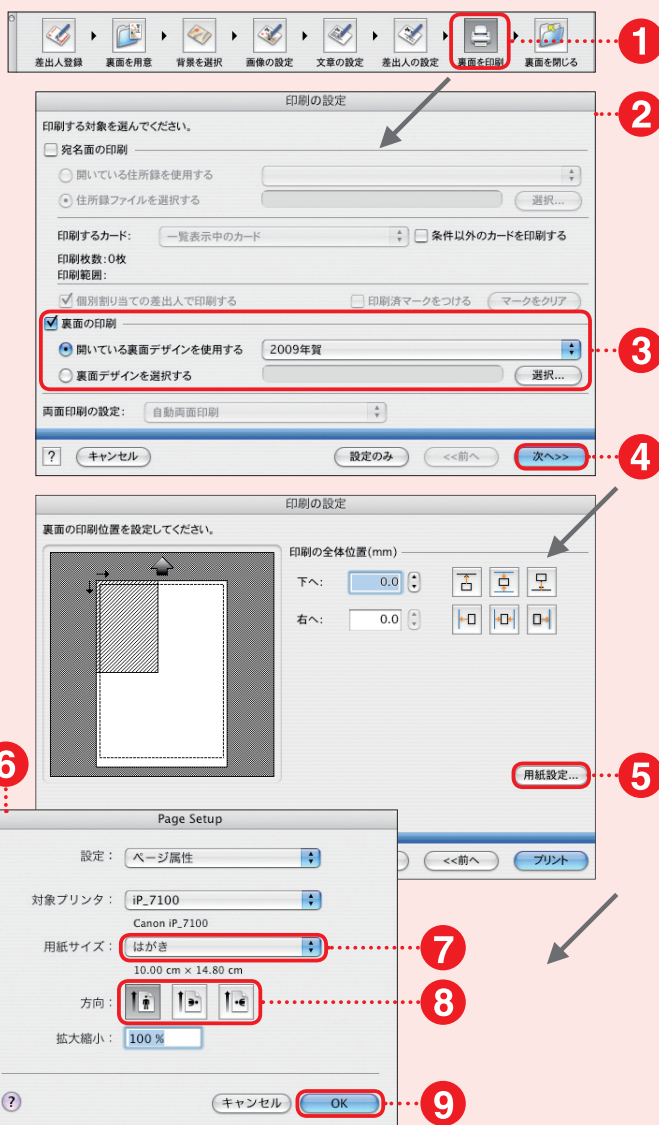 差出人登録 裏面を用意 背景を選択 画像の設定 文章の設定 差出人の設定 裏面を印刷 裏面を閉じる
1
印刷の設定
2
印刷する対象を選んでください。
宛名面の印刷
開いている住所録を使用する
住所録ファイルを選択する 選択...
印刷するカード: 一覧表示中のカード 条件以外のカードを印刷する
印刷枚数:0枚
印刷範囲:
個別割り当ての差出人で印刷する 印刷済マークをつける マークをクリア
裏面の印刷
開いている裏面デザインを使用する 2009年賀
3
裏面デザインを選択する 選択...
両面印刷の設定: 自動両面印刷
? キャンセル 設定のみ <<前へ 次へ>>
4
印刷の設定
裏面の印刷位置を設定してください。
印刷の全体位置(mm)
下へ: 0.0
右へ: 0.0
6
用紙設定...
5
<<前へ プリント
Page Setup
設定: ページ属性
対象プリンタ: iP_7100
Canon iP_7100
用紙サイズ: はがき
7
10.00 cm × 14.80 cm
方向:
8
拡大縮小: 100 %
? キャンセル OK
9